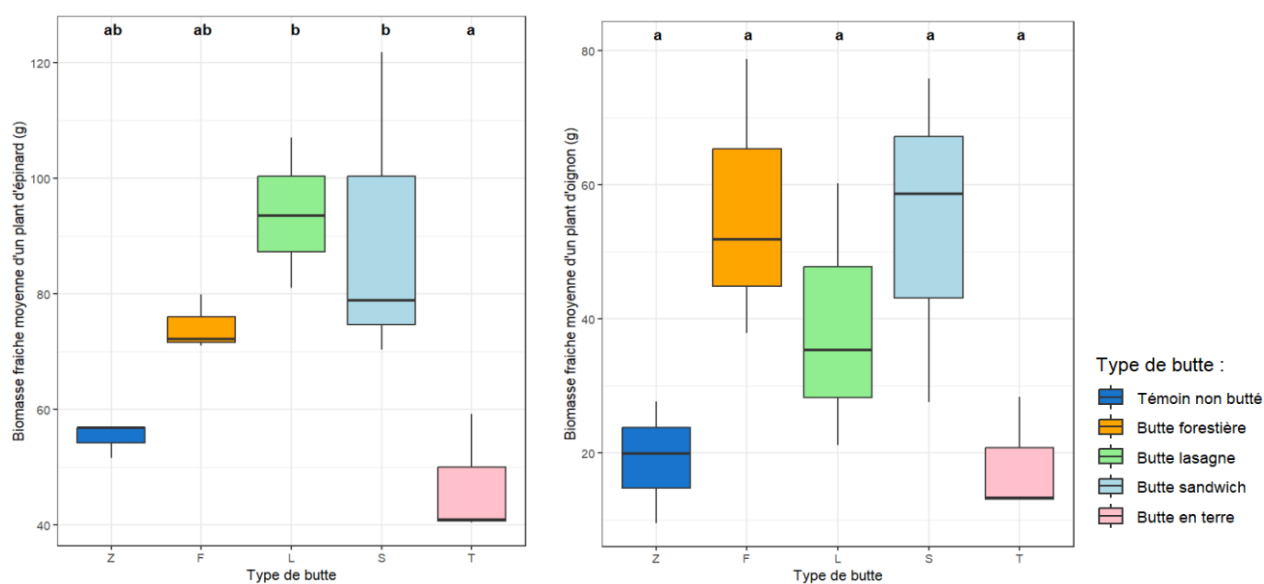 ab ab b b a
Biomasse fraiche moyenne d'un plant d'épinard (g)
120
100
80
60
40
Z F L S T
Type de butte
a a a a a
Biomasse fraiche moyenne d'un plant d'oignon (g)
80
60
40
20
Z F L S T
Type de butte
Type de butte :
Témoin non butté
Butte forestière
Butte lasagne
Butte sandwich
Butte en terre